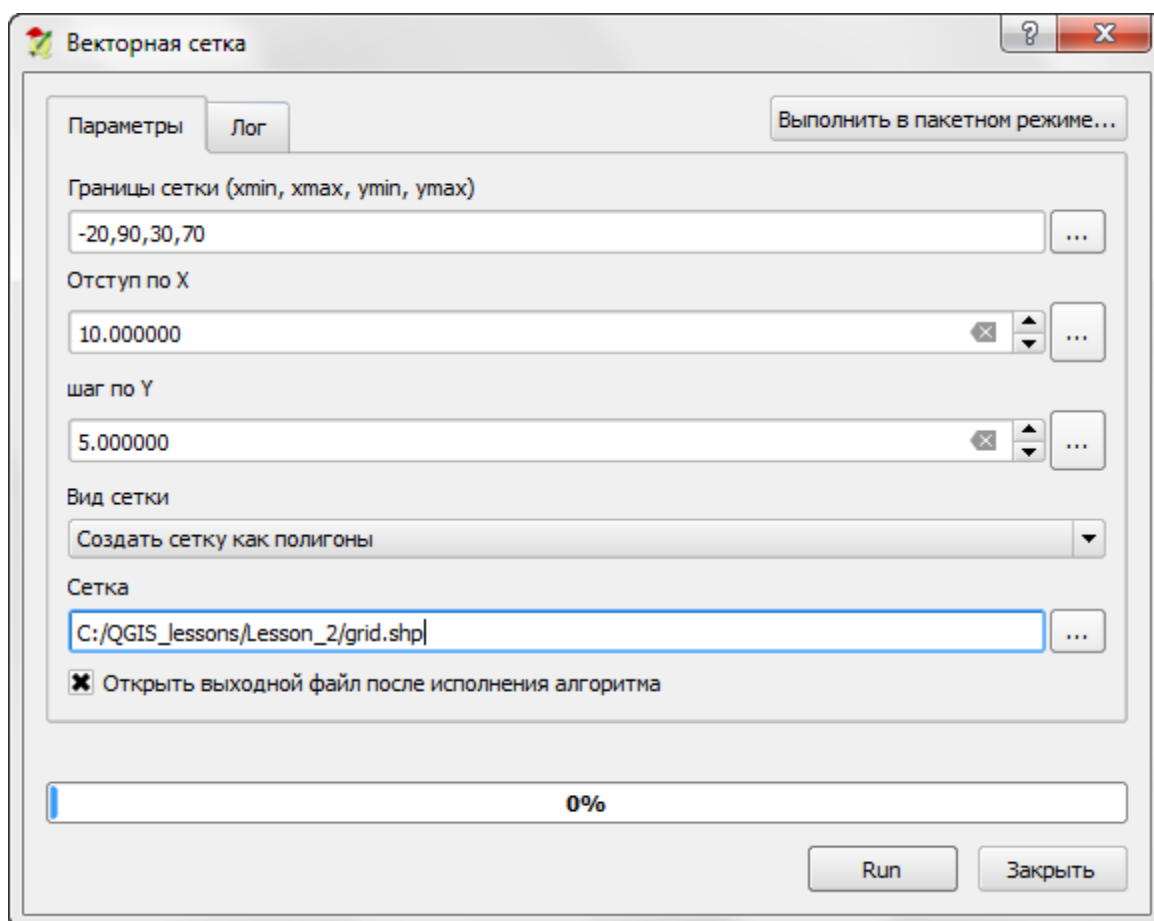 Векторная сетка
Параметры
Лог
Выполнить в пакетном режиме...
Границы сетки (xmin, xmax, ymin, ymax)
-20,90,30,70
...
Отступ по X
10.000000
...
шаг по Y
5.000000
...
Вид сетки
Создать сетку как полигоны
Сетка
C:/QGIS_lessons/Lesson_2/grid.shp
...
Открыть выходной файл после исполнения алгоритма
0%
Run
Закрыть